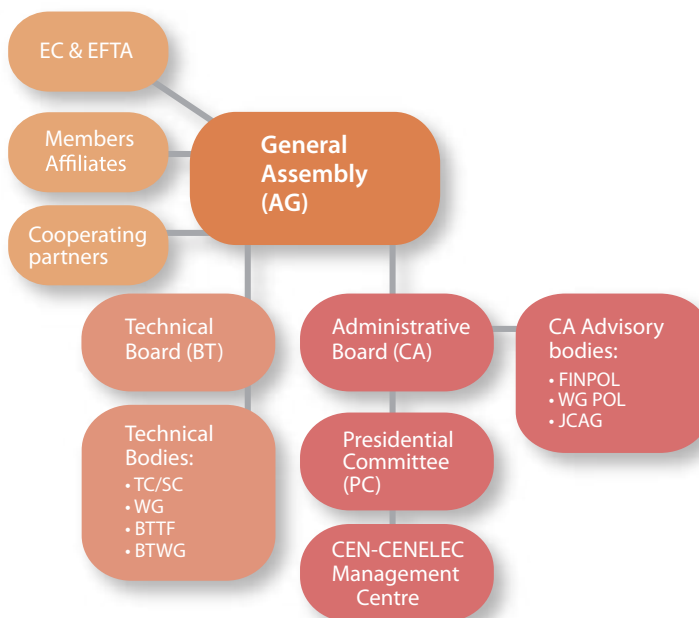 EC & EFTA
Members
Affiliates
Cooperating
partners
General
Assembly
(AG)
Technical
Board (BT)
Technical
Bodies:
• TC/SC
• WG
• BTTF
• BTWG
Administrative
Board (CA)
Presidential
Committee
(PC)
CEN-CENELEC
Management
Centre
CA Advisory
bodies:
• FINPOL
• WG POL
• JCAG